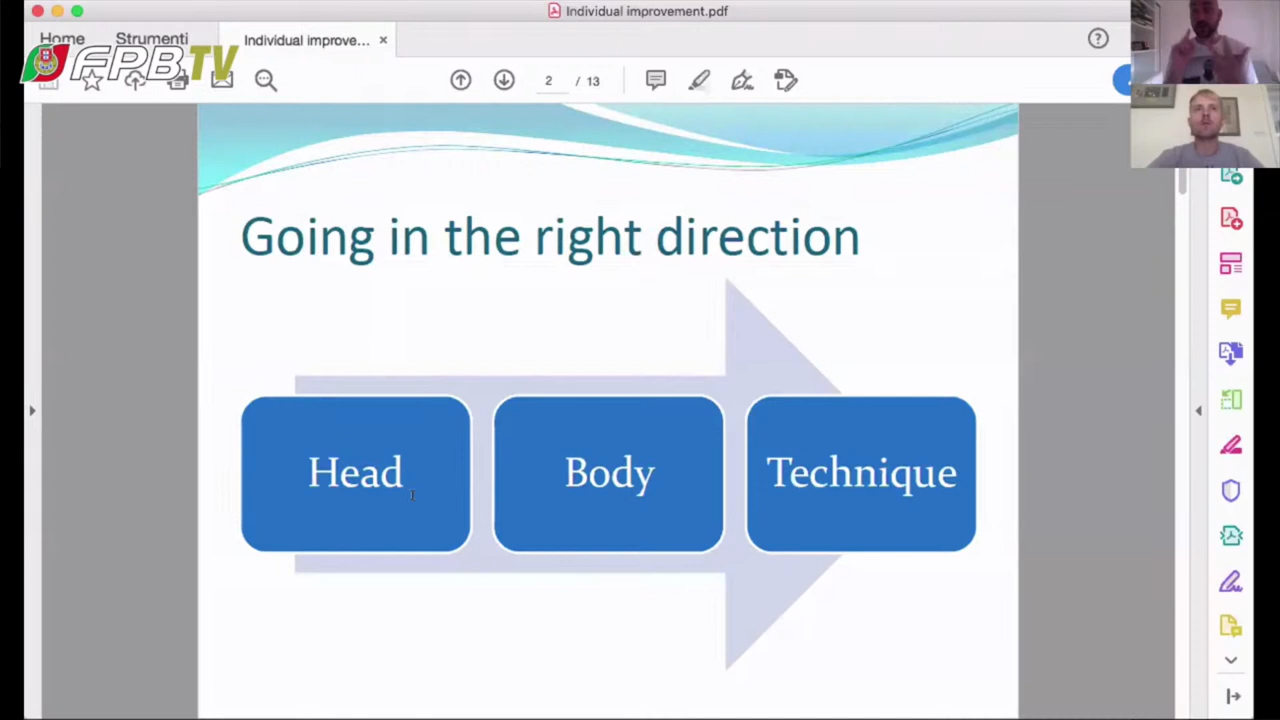 Individual improvement.pdf
Home
Strumenti
Individual improve...
FPBTV
2 / 13
Going in the right direction
Head
Body
Technique